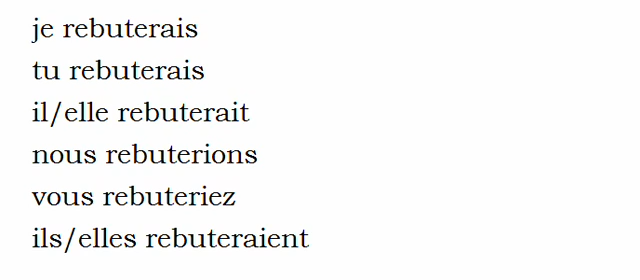 je rebuterais
tu rebuterais
il/elle rebuterait
nous rebuterions
vous rebuteriez
ils/elles rebuteraient